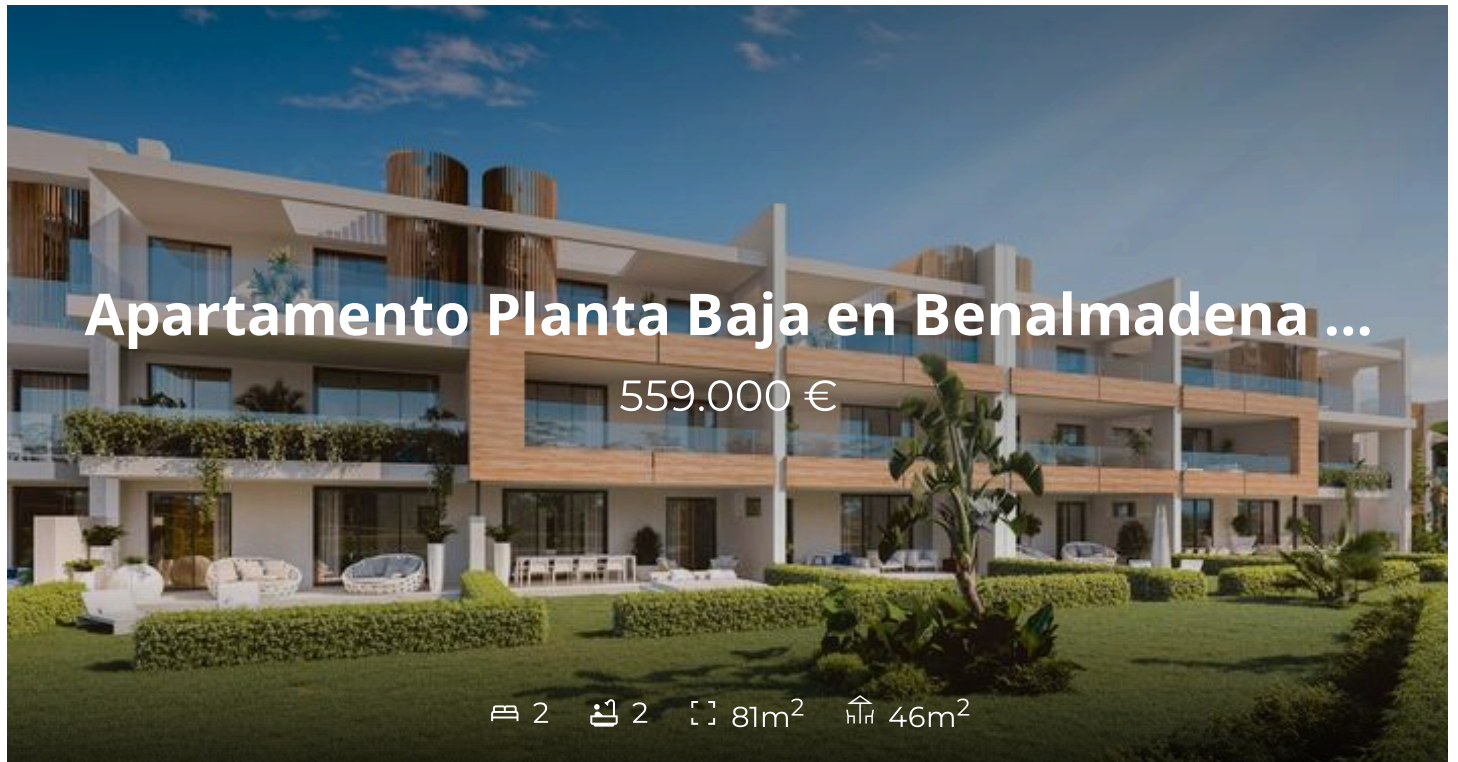 Apartamento Planta Baja en Benalmadena ...
559.000 €
2 2 81m² 46m²